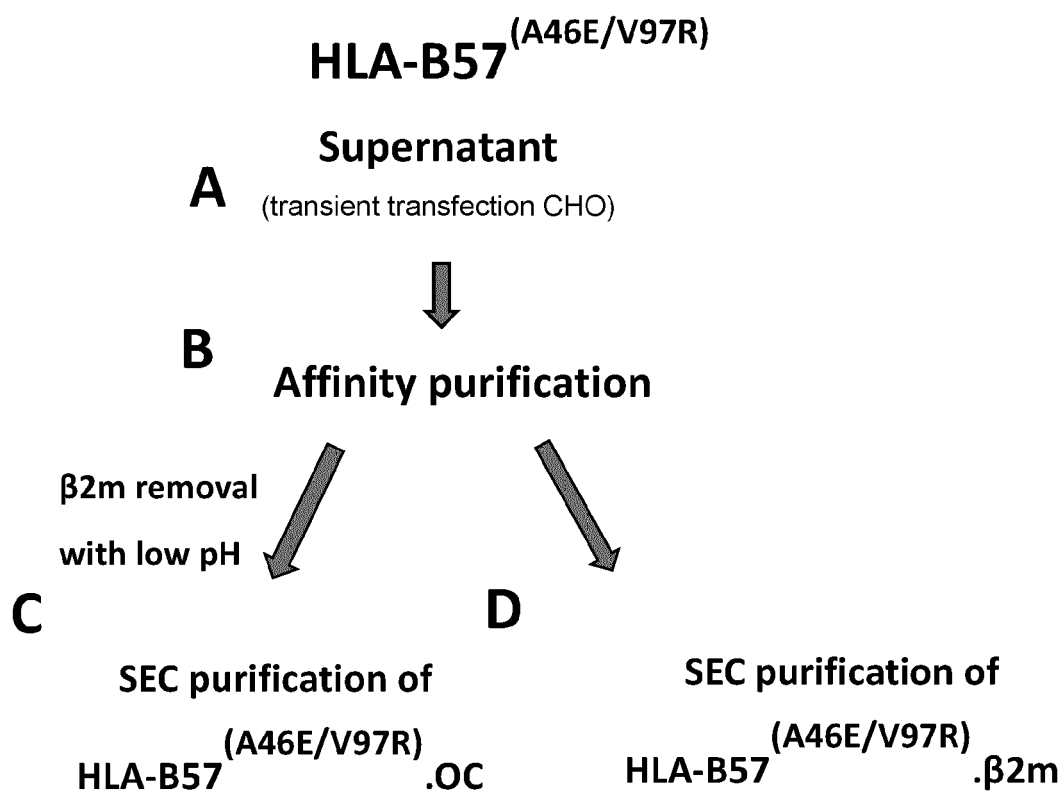 HLA-B57(A46E/V97R)
Supernatant
A
(transient transfection CHO)
B
Affinity purification
β2m removal
with low pH
C
SEC purification of
HLA-B57(A46E/V97R).OC
D
SEC purification of
HLA-B57(A46E/V97R).β2m